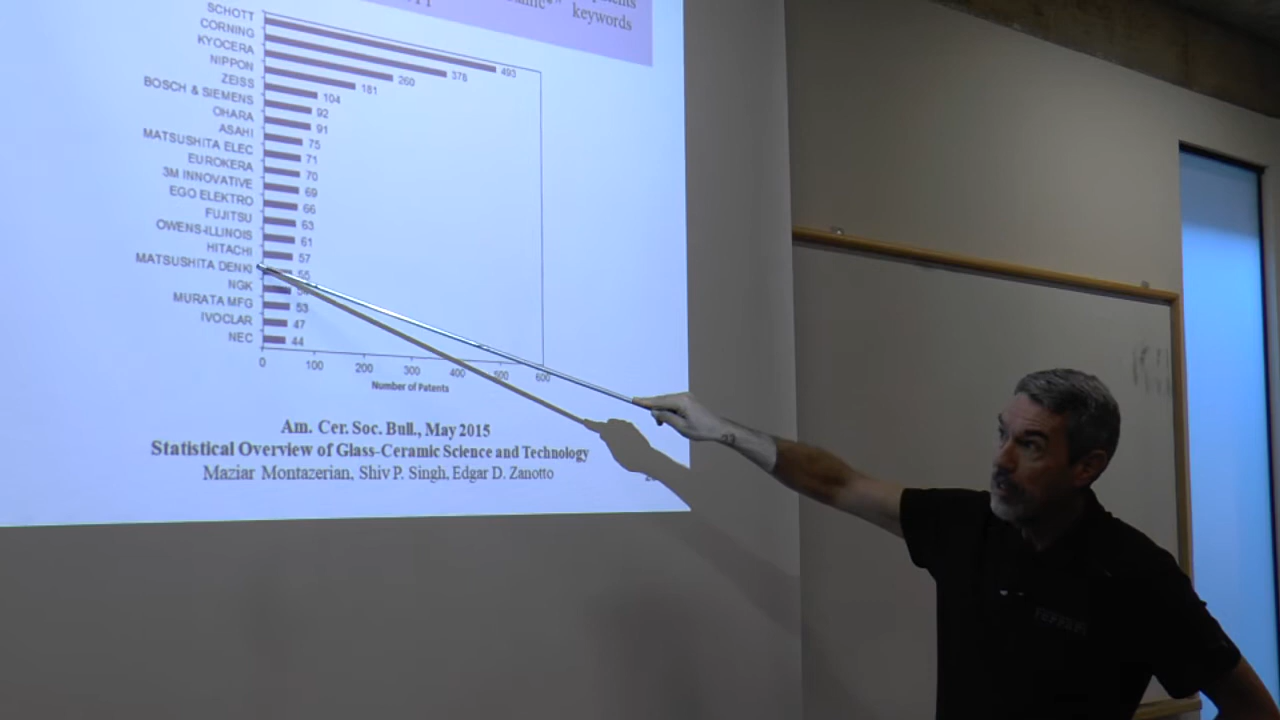 keywords
SCHOTT 493
CORNING 378
KYOCERA 260
NIPPON 181
ZEISS 104
BOSCH & SIEMENS 92
OHARA 91
ASAHI 75
MATSUSHITA ELEC 71
EUROKERA 70
3M INNOVATIVE 69
EGO ELEKTRO 66
FUJITSU 63
OWENS-ILLINOIS 61
HITACHI 57
MATSUSHITA DENKI 55
NGK
MURATA MFG 53
IVOCLAR 47
NEC 44
0 100 200 300 400 500 600
Number of Patents
Am. Cer. Soc. Bull., May 2015
Statistical Overview of Glass-Ceramic Science and Technology
Maziar Montazerian, Shiv P. Singh, Edgar D. Zanotto